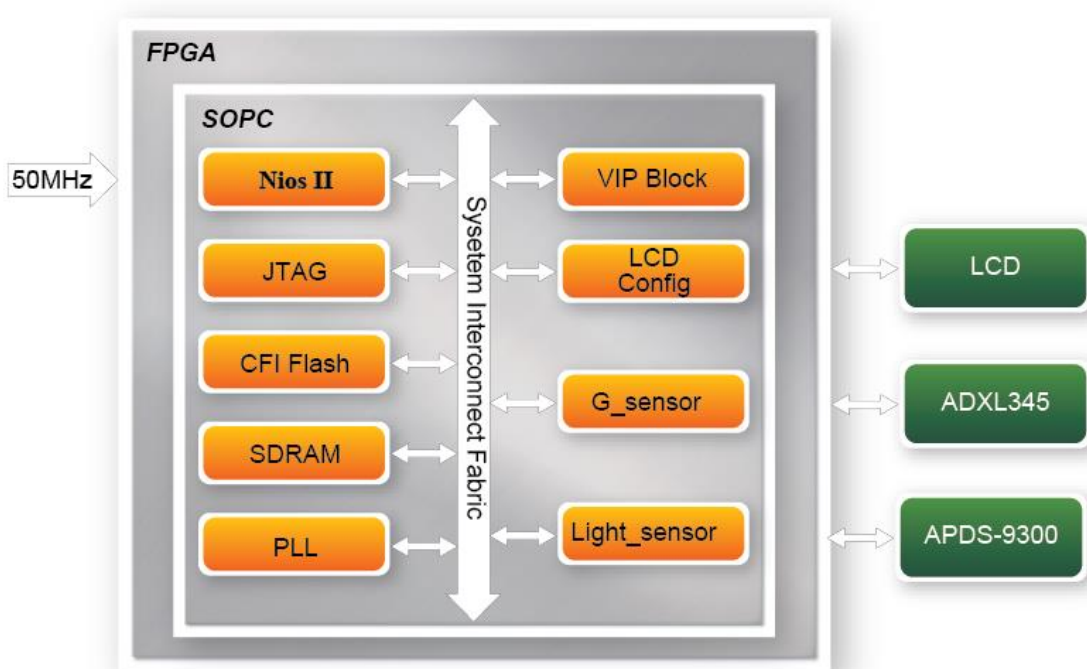 FPGA
SOPC
50MHz
Nios II
JTAG
CFI Flash
SDRAM
PLL
Sysetem Interconnect Fabric
VIP Block
LCD
Config
G_sensor
Light_sensor
LCD
ADXL345
APDS-9300